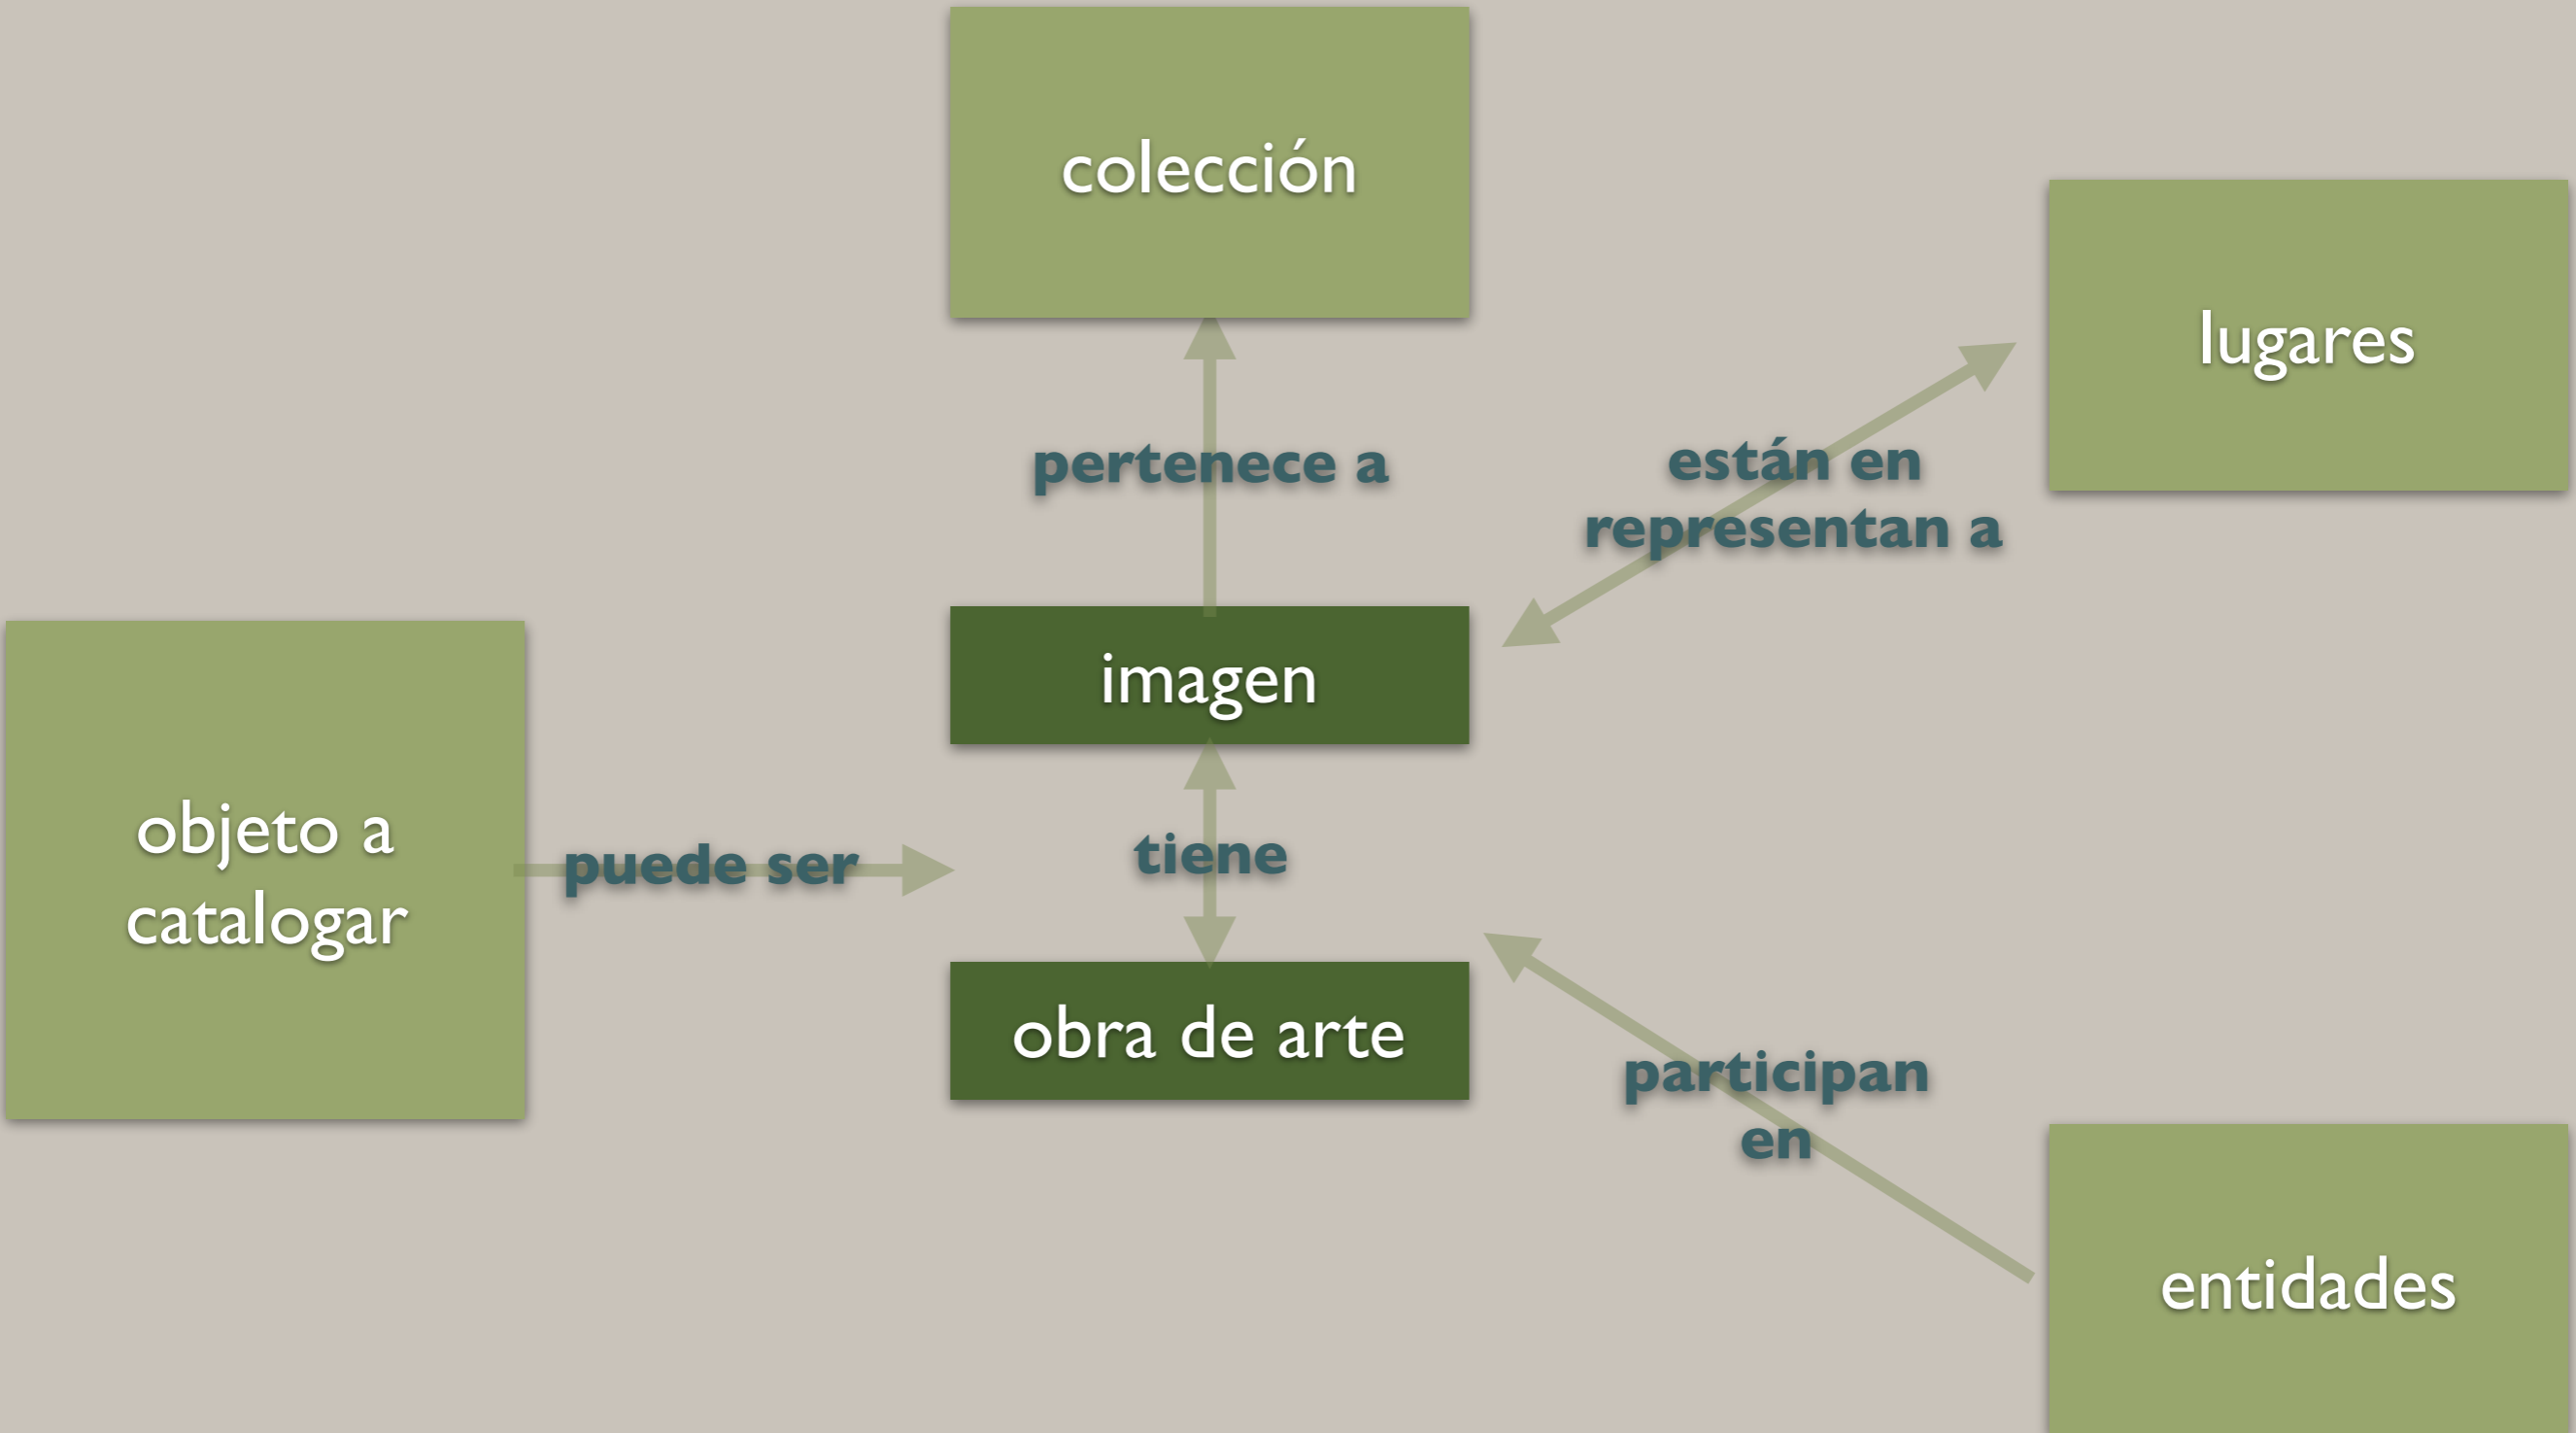 colección
lugares
pertenece a
están en
representan a
imagen
objeto a
catalogar
puede ser
tiene
obra de arte
participan
en
entidades